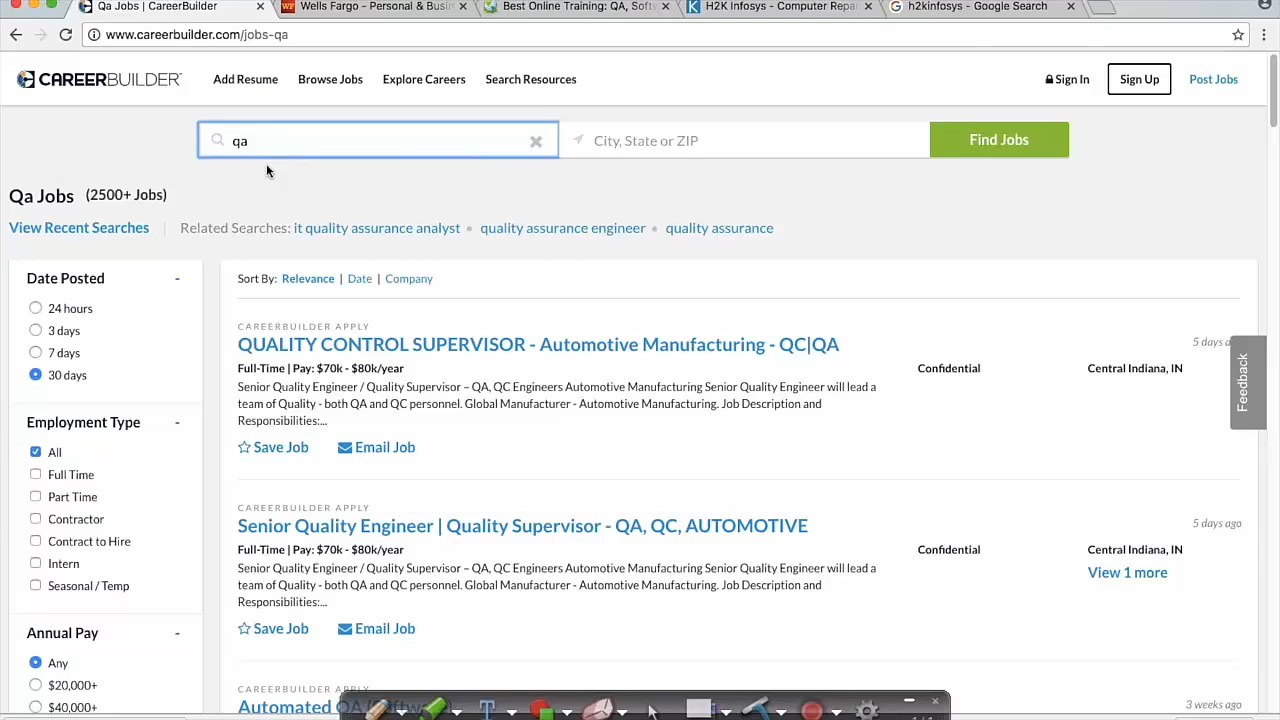 Qa Jobs | CareerBuilder
Wells Fargo - Personal & Busin
Best Online Training: QA, Soft
H2K Infosys - Computer Repai
h2kinfosys - Google Search
www.careerbuilder.com/jobs-qa
CAREERBUILDER
Add Resume
Browse Jobs
Explore Careers
Search Resources
Sign In
Sign Up
Post Jobs
qa
City, State or ZIP
Find Jobs
Qa Jobs (2500+ Jobs)
View Recent Searches
Related Searches: it quality assurance analyst • quality assurance engineer • quality assurance
Date Posted -
24 hours
3 days
7 days
30 days
Employment Type -
All
Full Time
Part Time
Contractor
Contract to Hire
Intern
Seasonal / Temp
Annual Pay -
Any
$20,000+
$40,000+
Sort By: Relevance | Date | Company
CAREERBUILDER APPLY
QUALITY CONTROL SUPERVISOR - Automotive Manufacturing - QC|QA
5 days
Full-Time | Pay: $70k - $80k/year
Confidential
Central Indiana, IN
Senior Quality Engineer / Quality Supervisor – QA, QC Engineers Automotive Manufacturing Senior Quality Engineer will lead a
team of Quality - both QA and QC personnel. Global Manufacturer - Automotive Manufacturing. Job Description and
Responsibilities:...
Save Job
Email Job
Feedback
CAREERBUILDER APPLY
Senior Quality Engineer | Quality Supervisor - QA, QC, AUTOMOTIVE
5 days ago
Full-Time | Pay: $70k - $80k/year
Confidential
Central Indiana, IN
View 1 more
Senior Quality Engineer / Quality Supervisor – QA, QC Engineers Automotive Manufacturing Senior Quality Engineer will lead a
team of Quality - both QA and QC personnel. Global Manufacturer - Automotive Manufacturing. Job Description and
Responsibilities:...
Save Job
Email Job
CAREERBUILDER APPLY
Automated QA
3 weeks ago